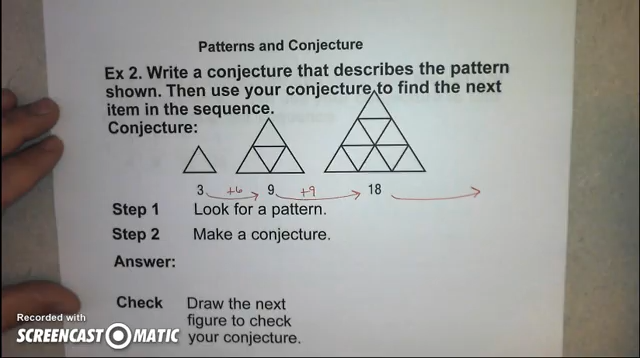 Patterns and Conjecture
Ex 2. Write a conjecture that describes the pattern
shown. Then use your conjecture to find the next
item in the sequence.
Conjecture:
3 +6 9 +9 18
Step 1 Look for a pattern.
Step 2 Make a conjecture.
Answer:
Check Draw the next
figure to check
your conjecture.
Recorded with
SCREENCAST-O-MATIC